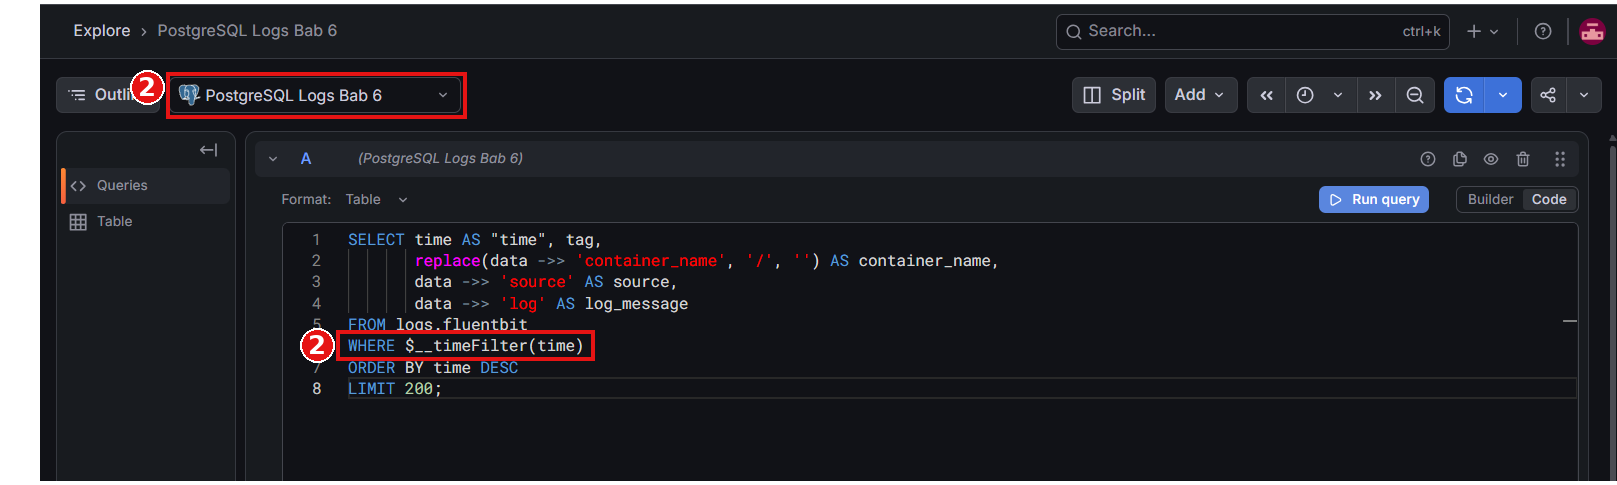 Explore › PostgreSQL Logs Bab 6
Search... ctrl+k
Outli
2
PostgreSQL Logs Bab 6
Split
Add
Queries
Table
A (PostgreSQL Logs Bab 6)
Format: Table
Run query
Builder Code
1 SELECT time AS "time", tag,
2 replace(data ->> 'container_name', '/', '') AS container_name,
3 data ->> 'source' AS source,
4 data ->> 'log' AS log_message
5 FROM logs.fluentbit
2 WHERE $__timeFilter(time)
7 ORDER BY time DESC
8 LIMIT 200;